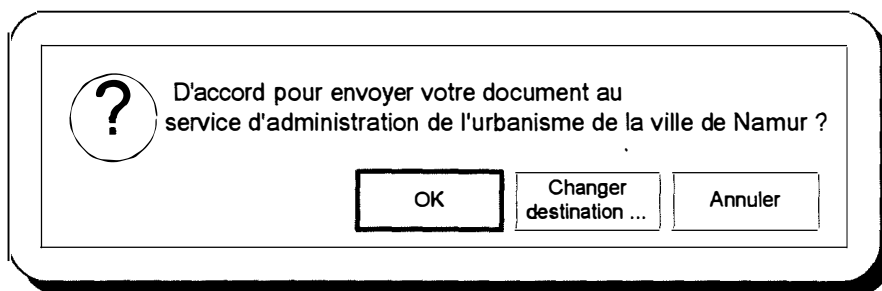 ?
D'accord pour envoyer votre document au
service d'administration de l'urbanisme de la ville de Namur ?
OK
Changer
destination ...
Annuler